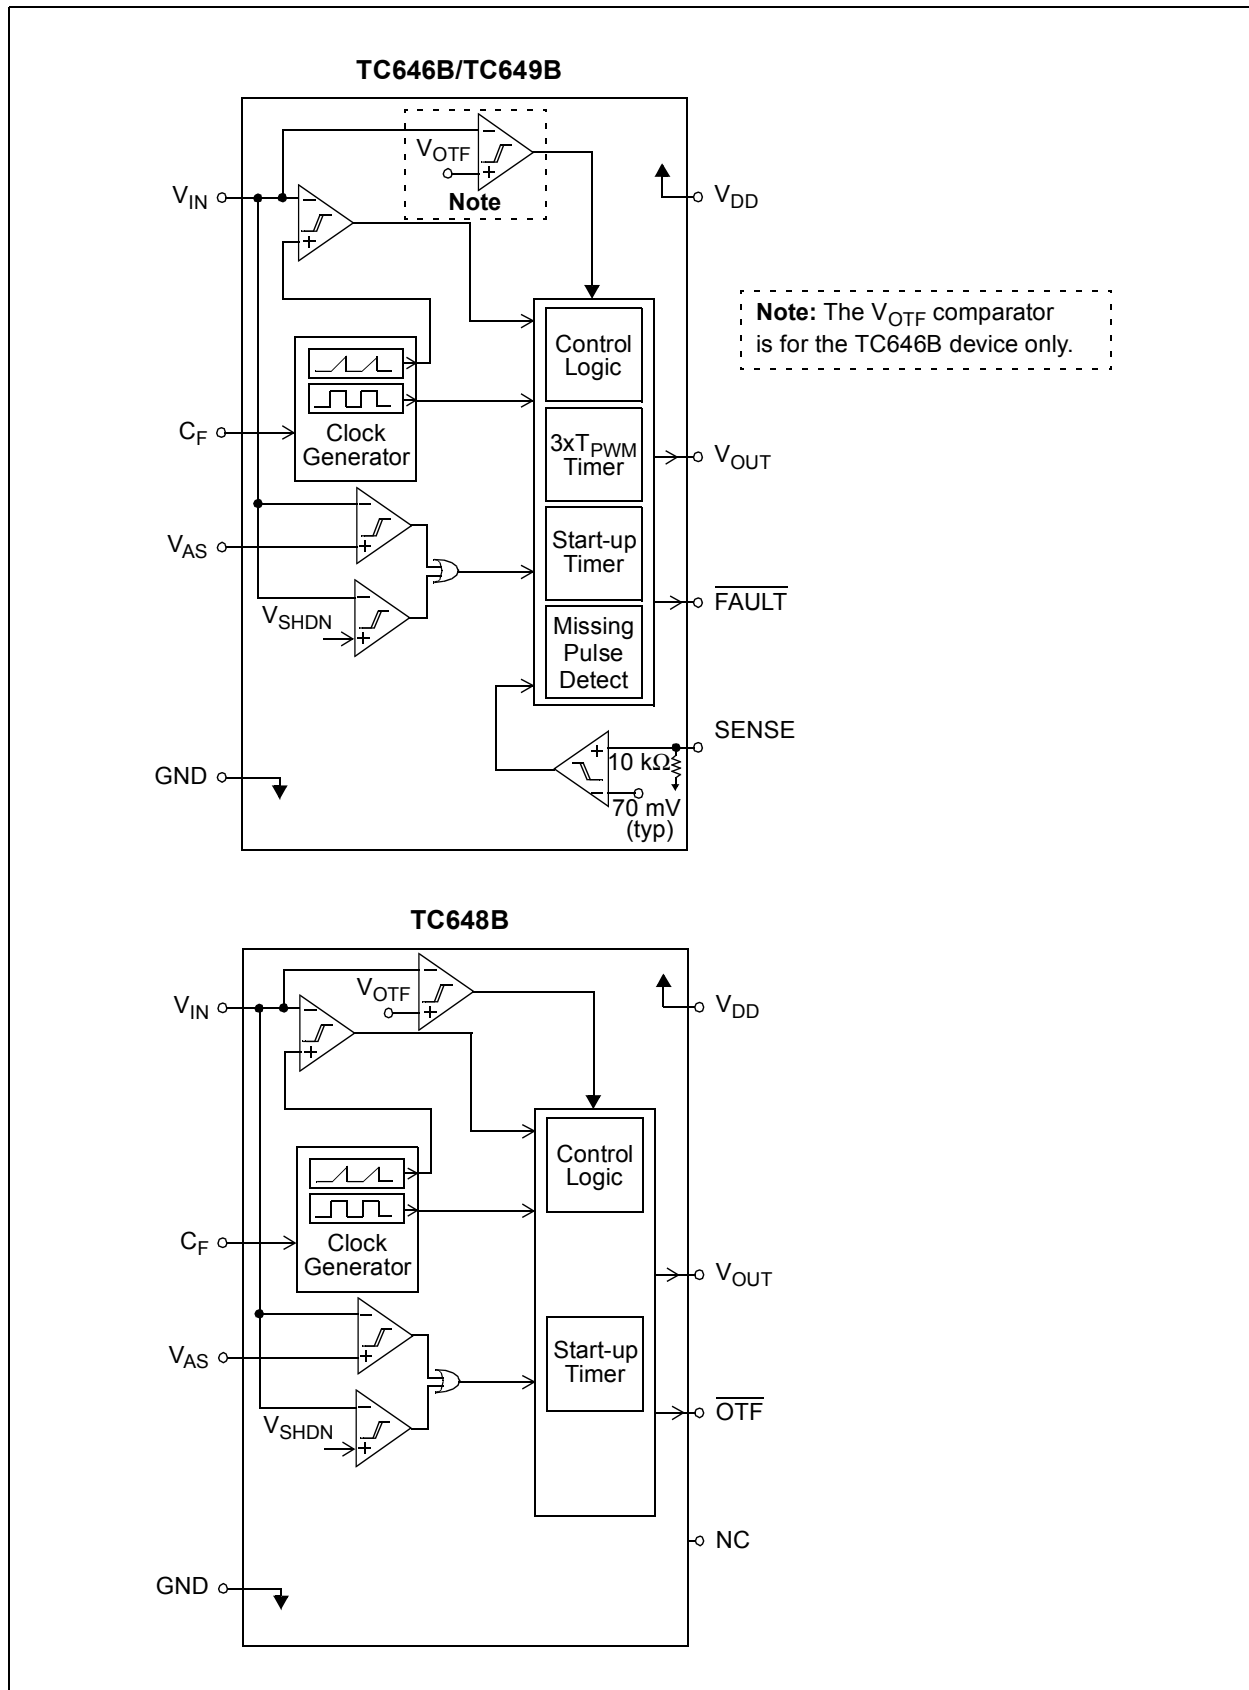 TC646B/TC649B
VOTF
Note
VIN
VDD
Note: The VOTF comparator
is for the TC646B device only.
Control
Logic
CF
Clock
Generator
3xTPWM
Timer
VOUT
VAS
Start-up
Timer
VSHDN
FAULT
Missing
Pulse
Detect
SENSE
10 kΩ
GND
70 mV
(typ)
TC648B
VOTF
VIN
VDD
Control
Logic
CF
Clock
Generator
VOUT
VAS
Start-up
Timer
VSHDN
OTF
NC
GND